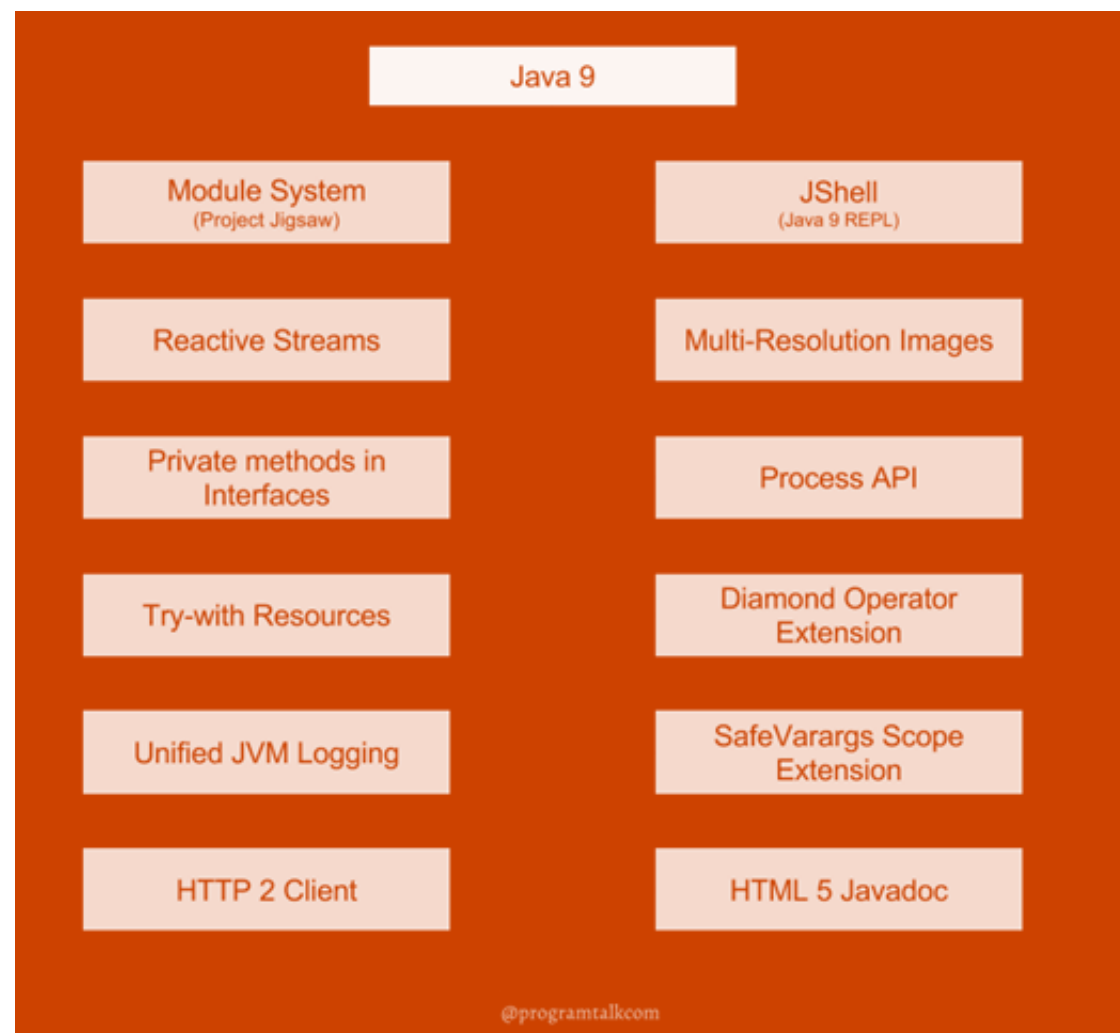 Java 9
Module System
(Project Jigsaw)
JShell
(Java 9 REPL)
Reactive Streams
Multi-Resolution Images
Private methods in
Interfaces
Process API
Try-with Resources
Diamond Operator
Extension
Unified JVM Logging
SafeVarargs Scope
Extension
HTTP 2 Client
HTML 5 Javadoc
@programtalkcom